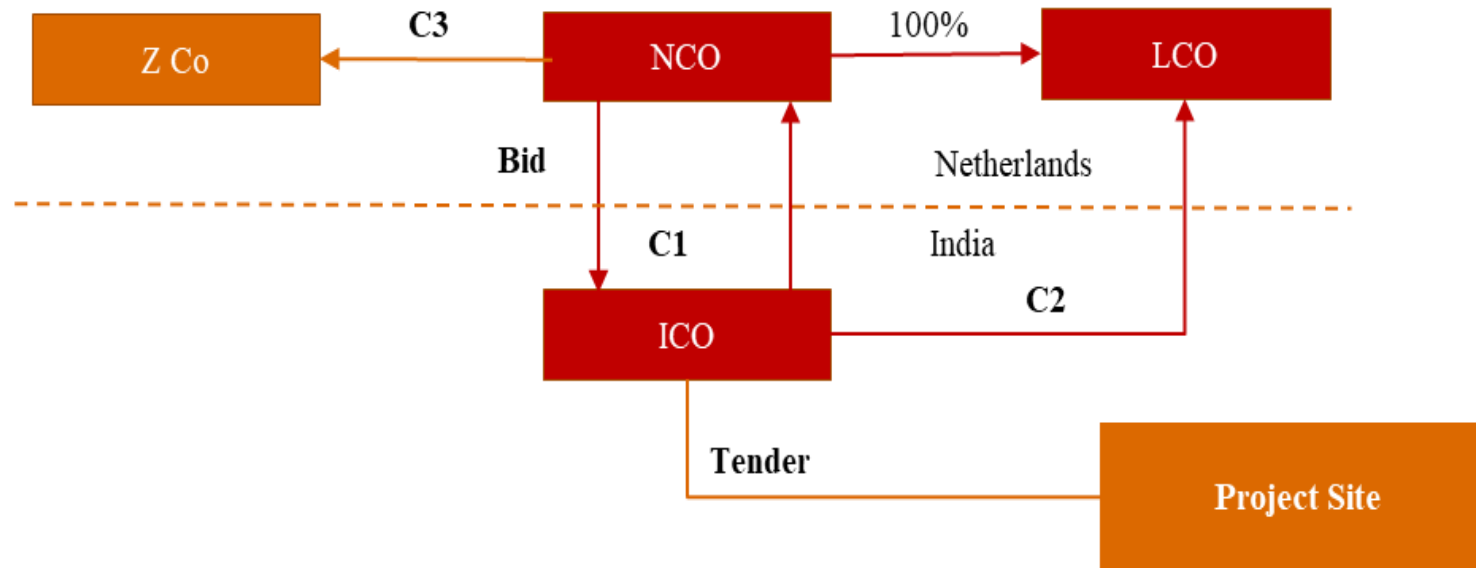 C3
100%
Z Co
NCO
LCO
Bid
Netherlands
C1
India
C2
ICO
Tender
Project Site